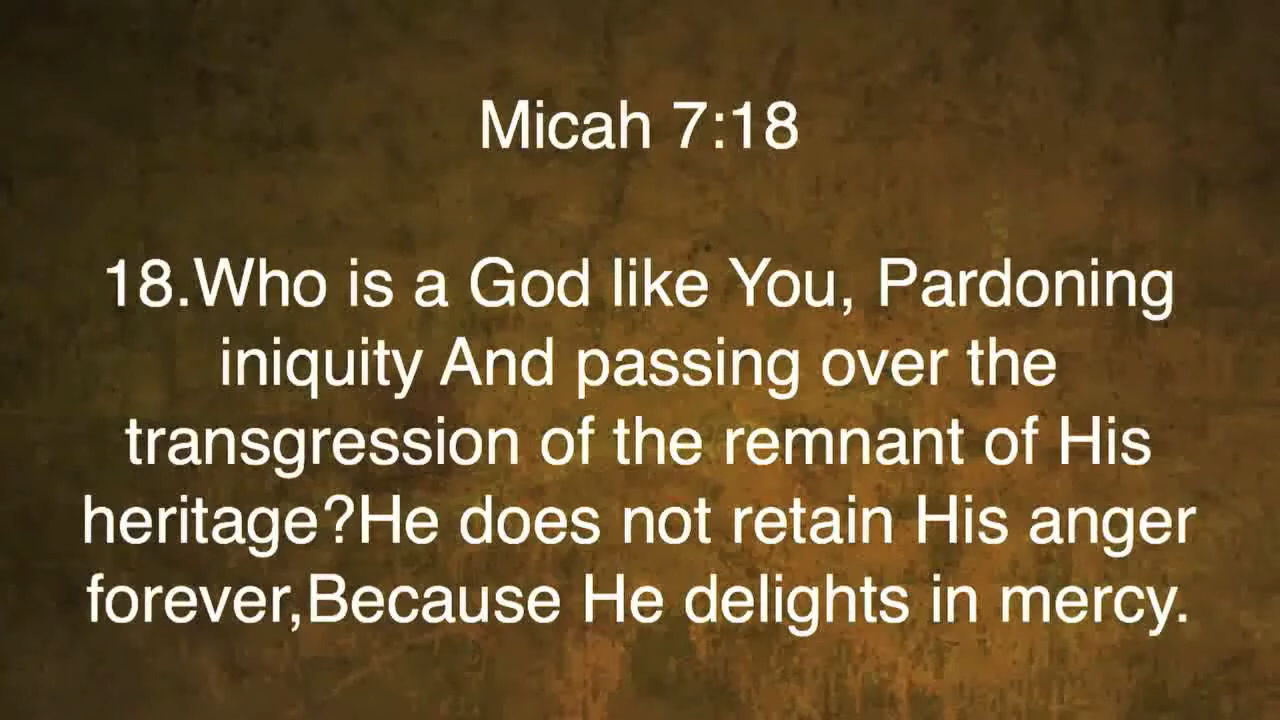 Micah 7:18
18.Who is a God like You, Pardoning
iniquity And passing over the
transgression of the remnant of His
heritage?He does not retain His anger
forever,Because He delights in mercy.